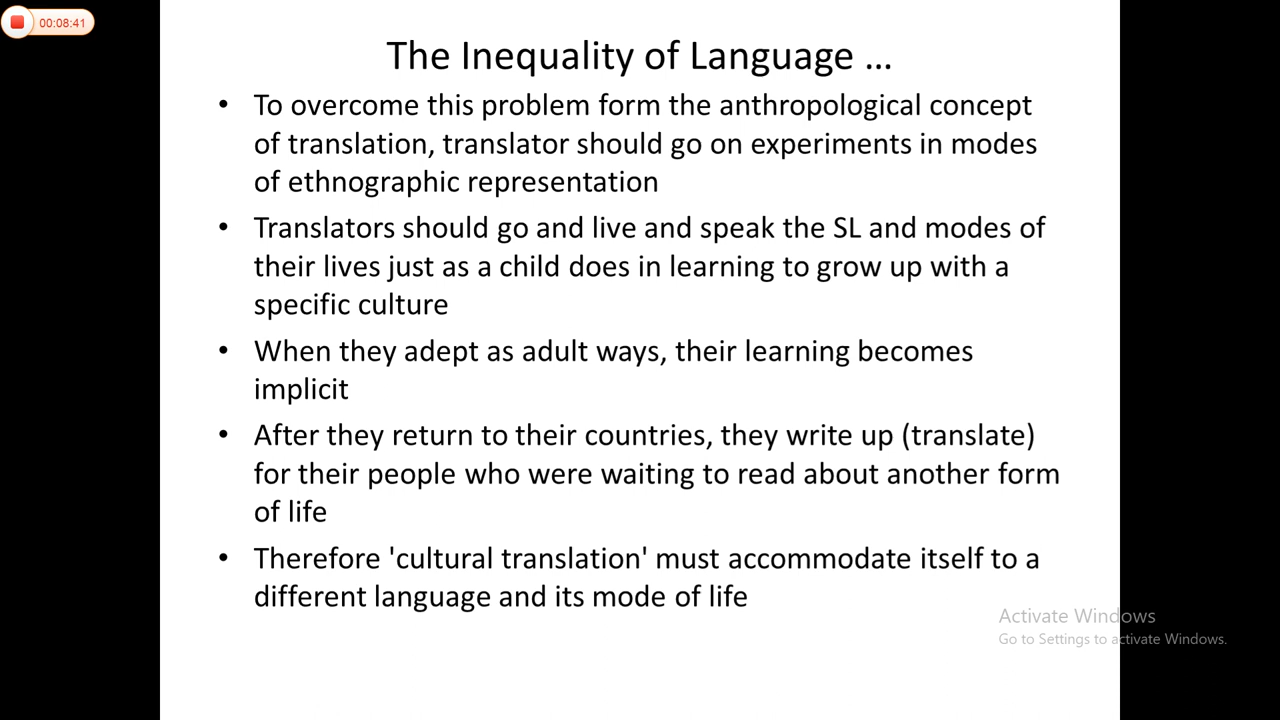 00:08:41
The Inequality of Language ...
• To overcome this problem form the anthropological concept
of translation, translator should go on experiments in modes
of ethnographic representation
• Translators should go and live and speak the SL and modes of
their lives just as a child does in learning to grow up with a
specific culture
• When they adept as adult ways, their learning becomes
implicit
• After they return to their countries, they write up (translate)
for their people who were waiting to read about another form
of life
• Therefore 'cultural translation' must accommodate itself to a
different language and its mode of life
Activate Windows
Go to Settings to activate Windows.